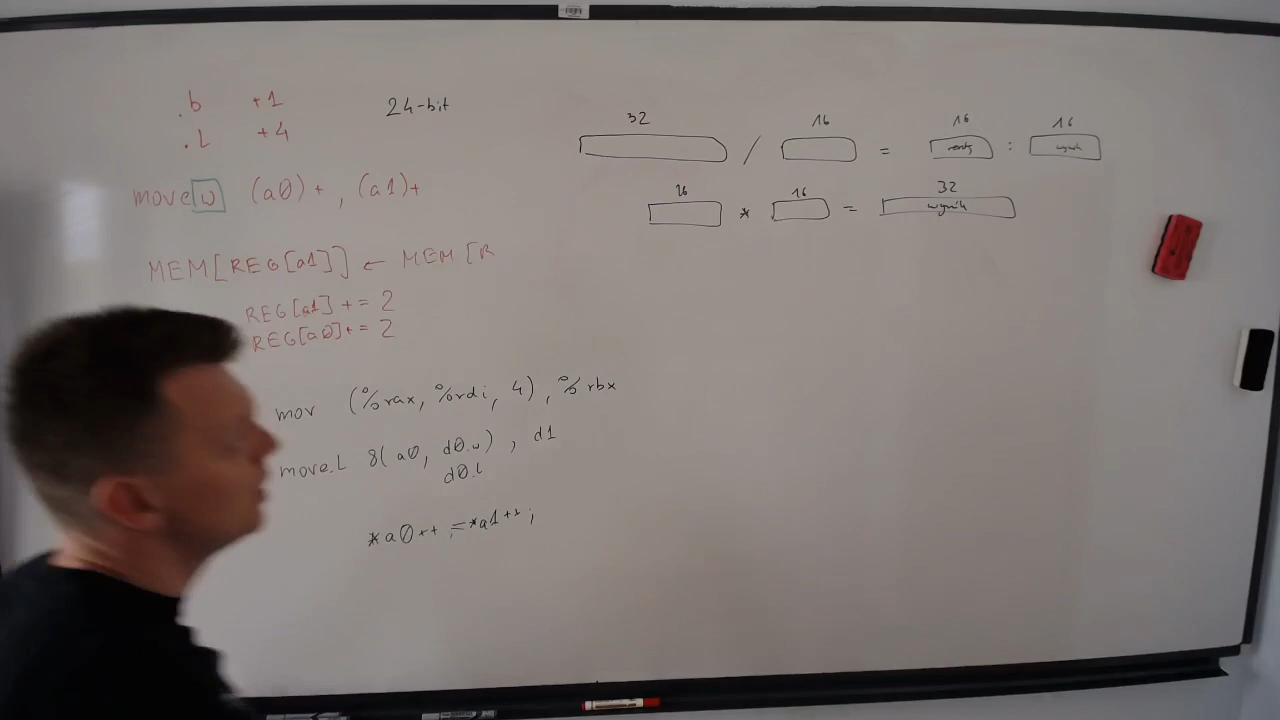 .b +1
.L +4
24-bit
move w (a0)+ , (a1)+
MEM[REG[a1]] ← MEM[R
REG[a1] += 2
REG[a0] += 2
mov (%rax, %rdi, 4), %rbx
move.L 8(a0, d0.w) , d1
d0.L
*a0++ = *a1++;
32 16 16 16
/ = reszty : wynik
16 16 32
* = wynik